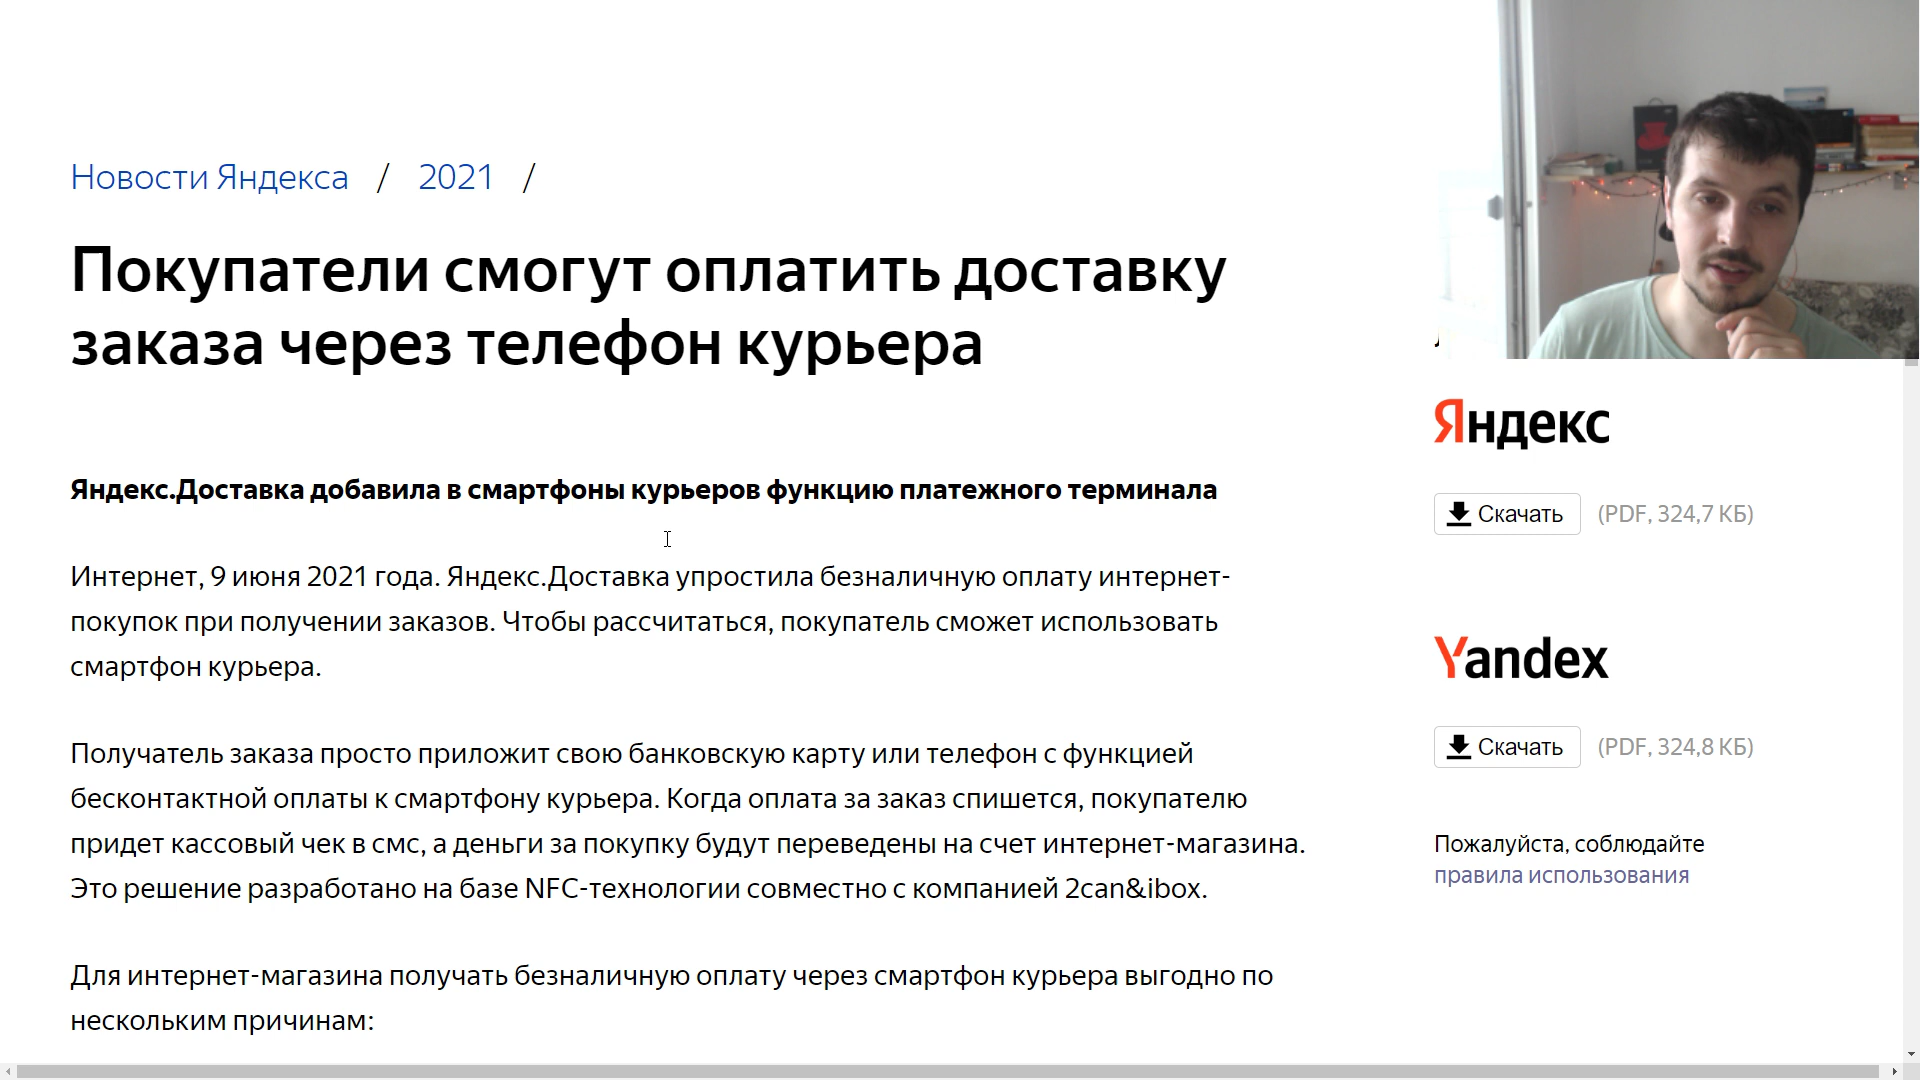 Новости Яндекса / 2021 /
Покупатели смогут оплатить доставку
заказа через телефон курьера
Яндекс.Доставка добавила в смартфоны курьеров функцию платежного терминала
Интернет, 9 июня 2021 года. Яндекс.Доставка упростила безналичную оплату интернет-
покупок при получении заказов. Чтобы рассчитаться, покупатель сможет использовать
смартфон курьера.
Получатель заказа просто приложит свою банковскую карту или телефон с функцией
бесконтактной оплаты к смартфону курьера. Когда оплата за заказ спишется, покупателю
придет кассовый чек в смс, а деньги за покупку будут переведены на счет интернет-магазина.
Это решение разработано на базе NFC-технологии совместно с компанией 2can&ibox.
Для интернет-магазина получать безналичную оплату через смартфон курьера выгодно по
нескольким причинам:
Яндекс
Скачать (PDF, 324,7 КБ)
Yandex
Скачать (PDF, 324,8 КБ)
Пожалуйста, соблюдайте
правила использования